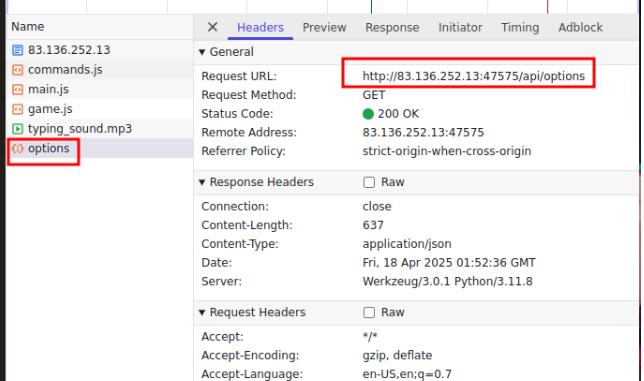 Name
83.136.252.13
commands.js
main.js
game.js
typing_sound.mp3
options
Headers Preview Response Initiator Timing Adblock
General
Request URL: http://83.136.252.13:47575/api/options
Request Method: GET
Status Code: 200 OK
Remote Address: 83.136.252.13:47575
Referrer Policy: strict-origin-when-cross-origin
Response Headers Raw
Connection: close
Content-Length: 637
Content-Type: application/json
Date: Fri, 18 Apr 2025 01:52:36 GMT
Server: Werkzeug/3.0.1 Python/3.11.8
Request Headers Raw
Accept: */*
Accept-Encoding: gzip, deflate
Accept-Language: en-US,en;q=0.7